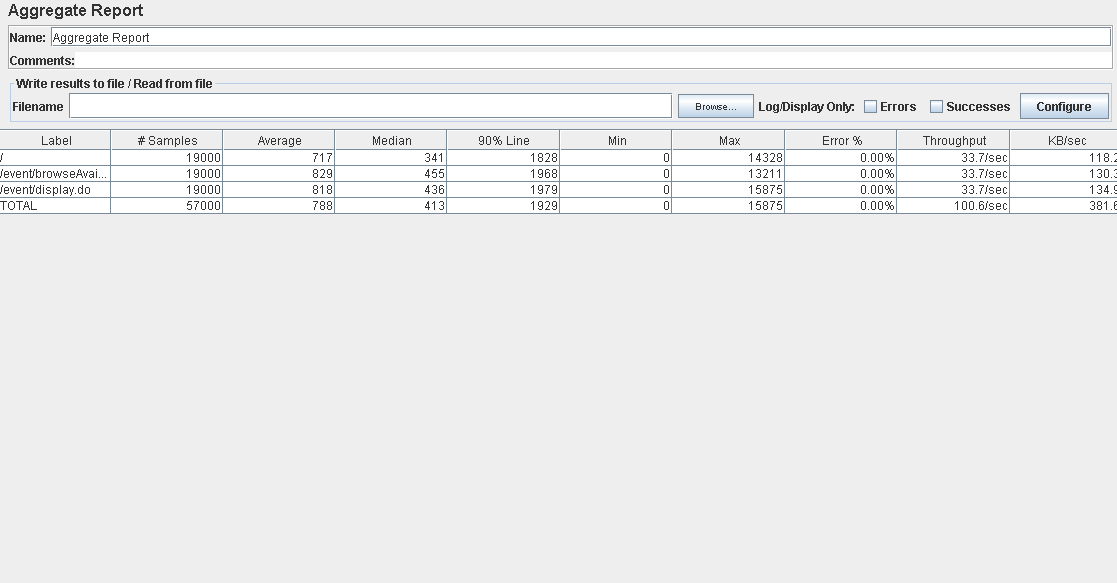 Aggregate Report
Name: Aggregate Report
Comments:
Write results to file / Read from file
Filename Browse... Log/Display Only: Errors Successes Configure
Label # Samples Average Median 90% Line Min Max Error % Throughput KB/sec
/ 19000 717 341 1828 0 14328 0.00% 33.7/sec 118.2
/event/browseAvai... 19000 829 455 1968 0 13211 0.00% 33.7/sec 130.3
/event/display.do 19000 818 436 1979 0 15875 0.00% 33.7/sec 134.9
TOTAL 57000 788 413 1929 0 15875 0.00% 100.6/sec 381.6